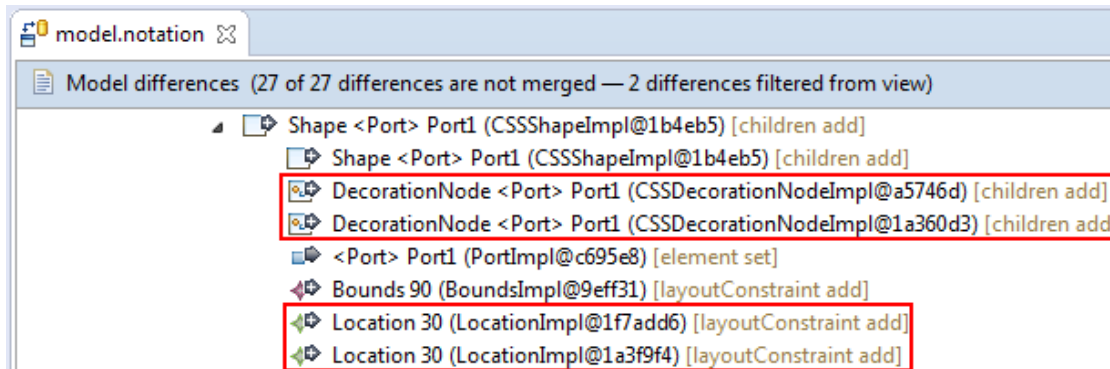 model.notation
Model differences (27 of 27 differences are not merged — 2 differences filtered from view)
Shape <Port> Port1 (CSSShapeImpl@1b4eb5) [children add]
Shape <Port> Port1 (CSSShapeImpl@1b4eb5) [children add]
DecorationNode <Port> Port1 (CSSDecorationNodeImpl@a5746d) [children add]
DecorationNode <Port> Port1 (CSSDecorationNodeImpl@1a360d3) [children add
<Port> Port1 (PortImpl@c695e8) [element set]
Bounds 90 (BoundsImpl@9eff31) [layoutConstraint add]
Location 30 (LocationImpl@1f7add6) [layoutConstraint add]
Location 30 (LocationImpl@1a3f9f4) [layoutConstraint add]